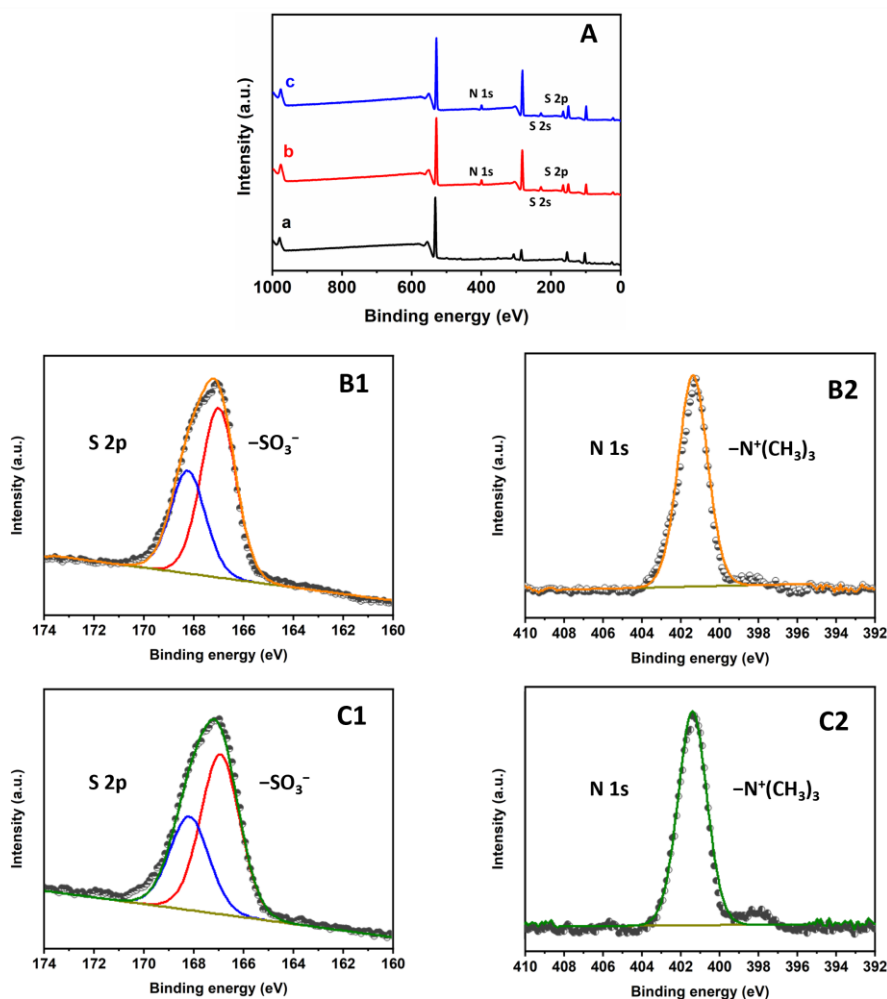 A
c
N 1s
S 2p
S 2s
b
N 1s
S 2p
S 2s
a
Intensity (a.u.)
1000 800 600 400 200 0
Binding energy (eV)
B1
S 2p
–SO₃⁻
Intensity (a.u.)
174 172 170 168 166 164 162 160
Binding energy (eV)
B2
N 1s
–N⁺(CH₃)₃
Intensity (a.u.)
410 408 406 404 402 400 398 396 394 392
Binding energy (eV)
C1
S 2p
–SO₃⁻
Intensity (a.u.)
174 172 170 168 166 164 162 160
Binding energy (eV)
C2
N 1s
–N⁺(CH₃)₃
Intensity (a.u.)
410 408 406 404 402 400 398 396 394 392
Binding energy (eV)